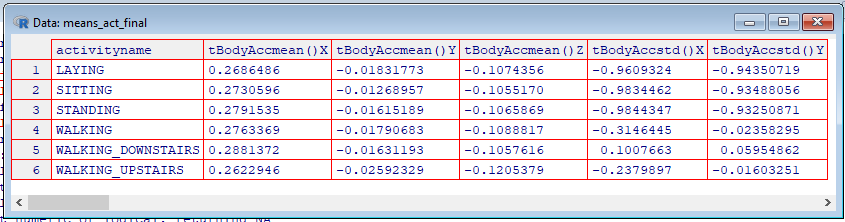 Data: means_act_final
activityname tBodyAccmean()X tBodyAccmean()Y tBodyAccmean()Z tBodyAccstd()X tBodyAccstd()Y
1 LAYING 0.2686486 -0.01831773 -0.1074356 -0.9609324 -0.94350719
2 SITTING 0.2730596 -0.01268957 -0.1055170 -0.9834462 -0.93488056
3 STANDING 0.2791535 -0.01615189 -0.1065869 -0.9844347 -0.93250871
4 WALKING 0.2763369 -0.01790683 -0.1088817 -0.3146445 -0.02358295
5 WALKING_DOWNSTAIRS 0.2881372 -0.01631193 -0.1057616 0.1007663 0.05954862
6 WALKING_UPSTAIRS 0.2622946 -0.02592329 -0.1205379 -0.2379897 -0.01603251